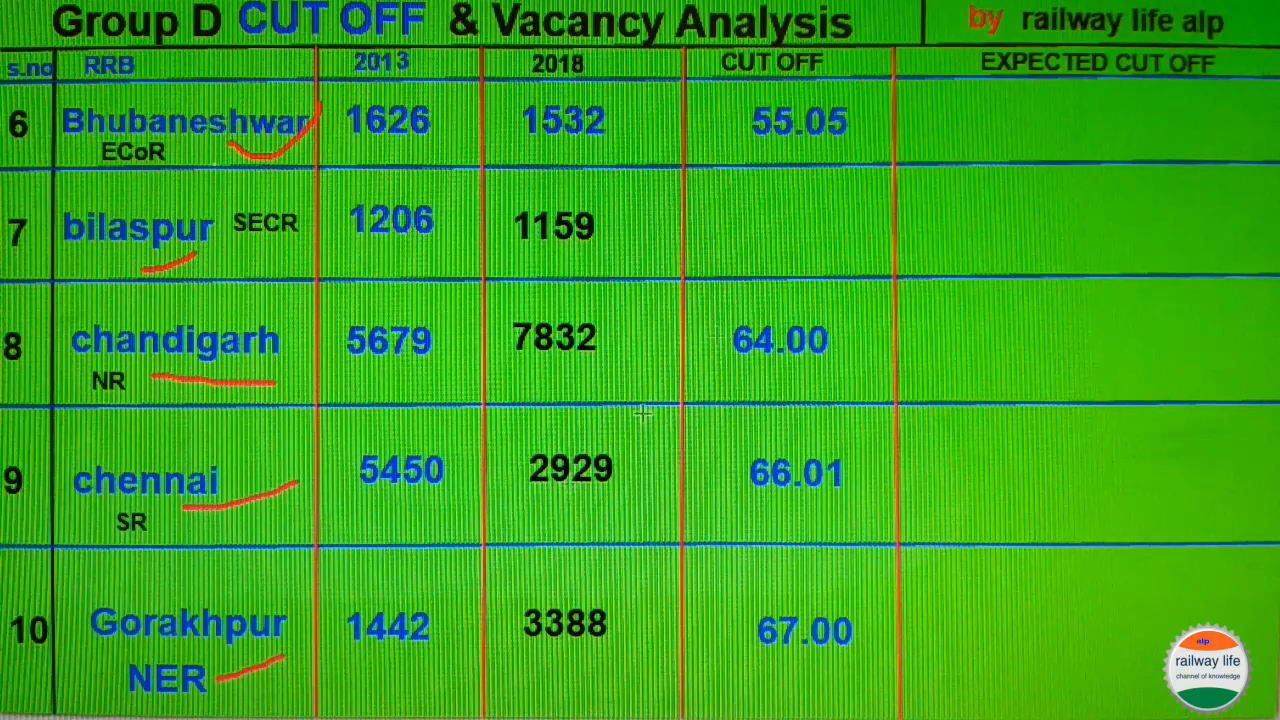 Group D CUT OFF & Vacancy Analysis by railway life alp
s.no RRB 2013 2018 CUT OFF EXPECTED CUT OFF
6 Bhubaneshwar 1626 1532 55.05
ECoR
7 bilaspur SECR 1206 1159
8 chandigarh 5679 7832 64.00
NR
9 chennai 5450 2929 66.01
SR
10 Gorakhpur 1442 3388 67.00
NER
alp
railway life
channel of knowledge